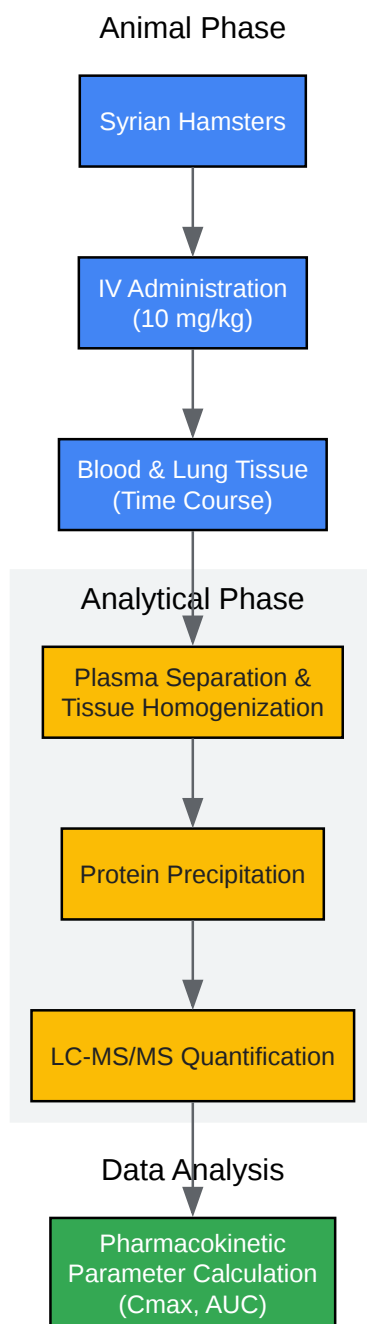 Animal Phase
Syrian Hamsters
IV Administration
(10 mg/kg)
Blood & Lung Tissue
(Time Course)
Analytical Phase
Plasma Separation &
Tissue Homogenization
Protein Precipitation
LC-MS/MS Quantification
Data Analysis
Pharmacokinetic
Parameter Calculation
(Cmax, AUC)